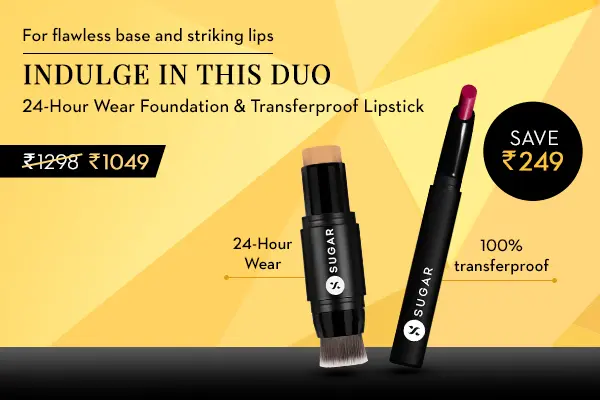 For flawless base and striking lips
INDULGE IN THIS DUO
24-Hour Wear Foundation & Transferproof Lipstick
₹1298 ₹1049
SAVE
₹249
24-Hour
Wear
SUGAR
SUGAR
100%
transferproof